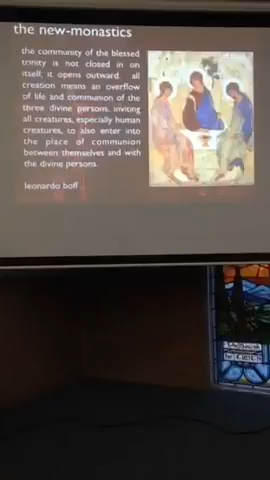 the new-monastics
the community of the blessed
trinity is not closed in on
itself, it opens outward. all
creation means an overflow
of life and communion of the
three divine persons, inviting
all creatures, especially human
creatures, to also enter into
the place of communion
between themselves and with
the divine persons.
leonardo boff